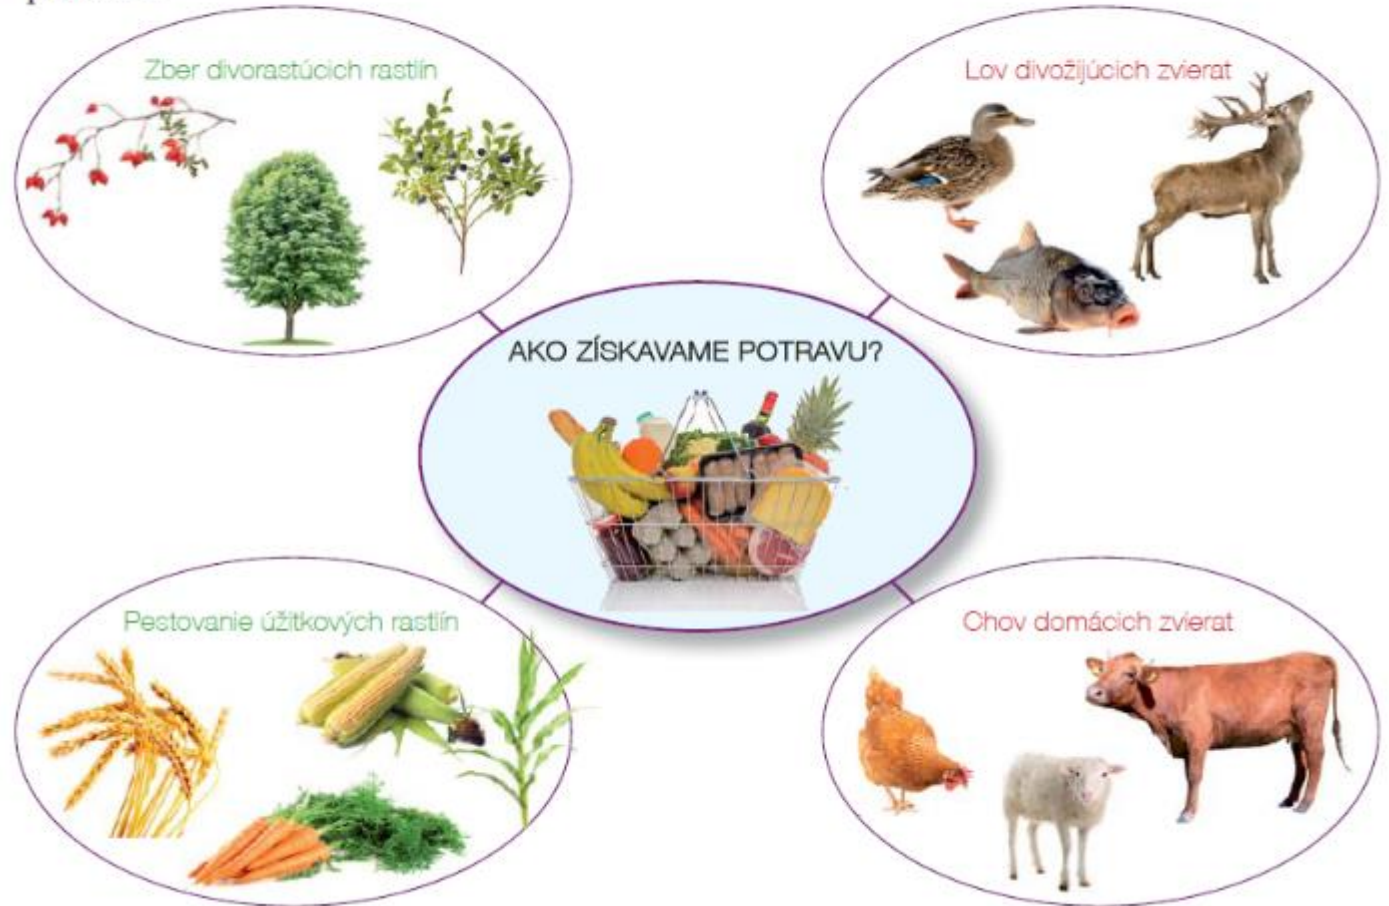 Zber divorastúcich rastlín
Lov divožijúcich zvierat
AKO ZÍSKAVAME POTRAVU?
Pestovanie úžitkových rastlín
Chov domácich zvierat